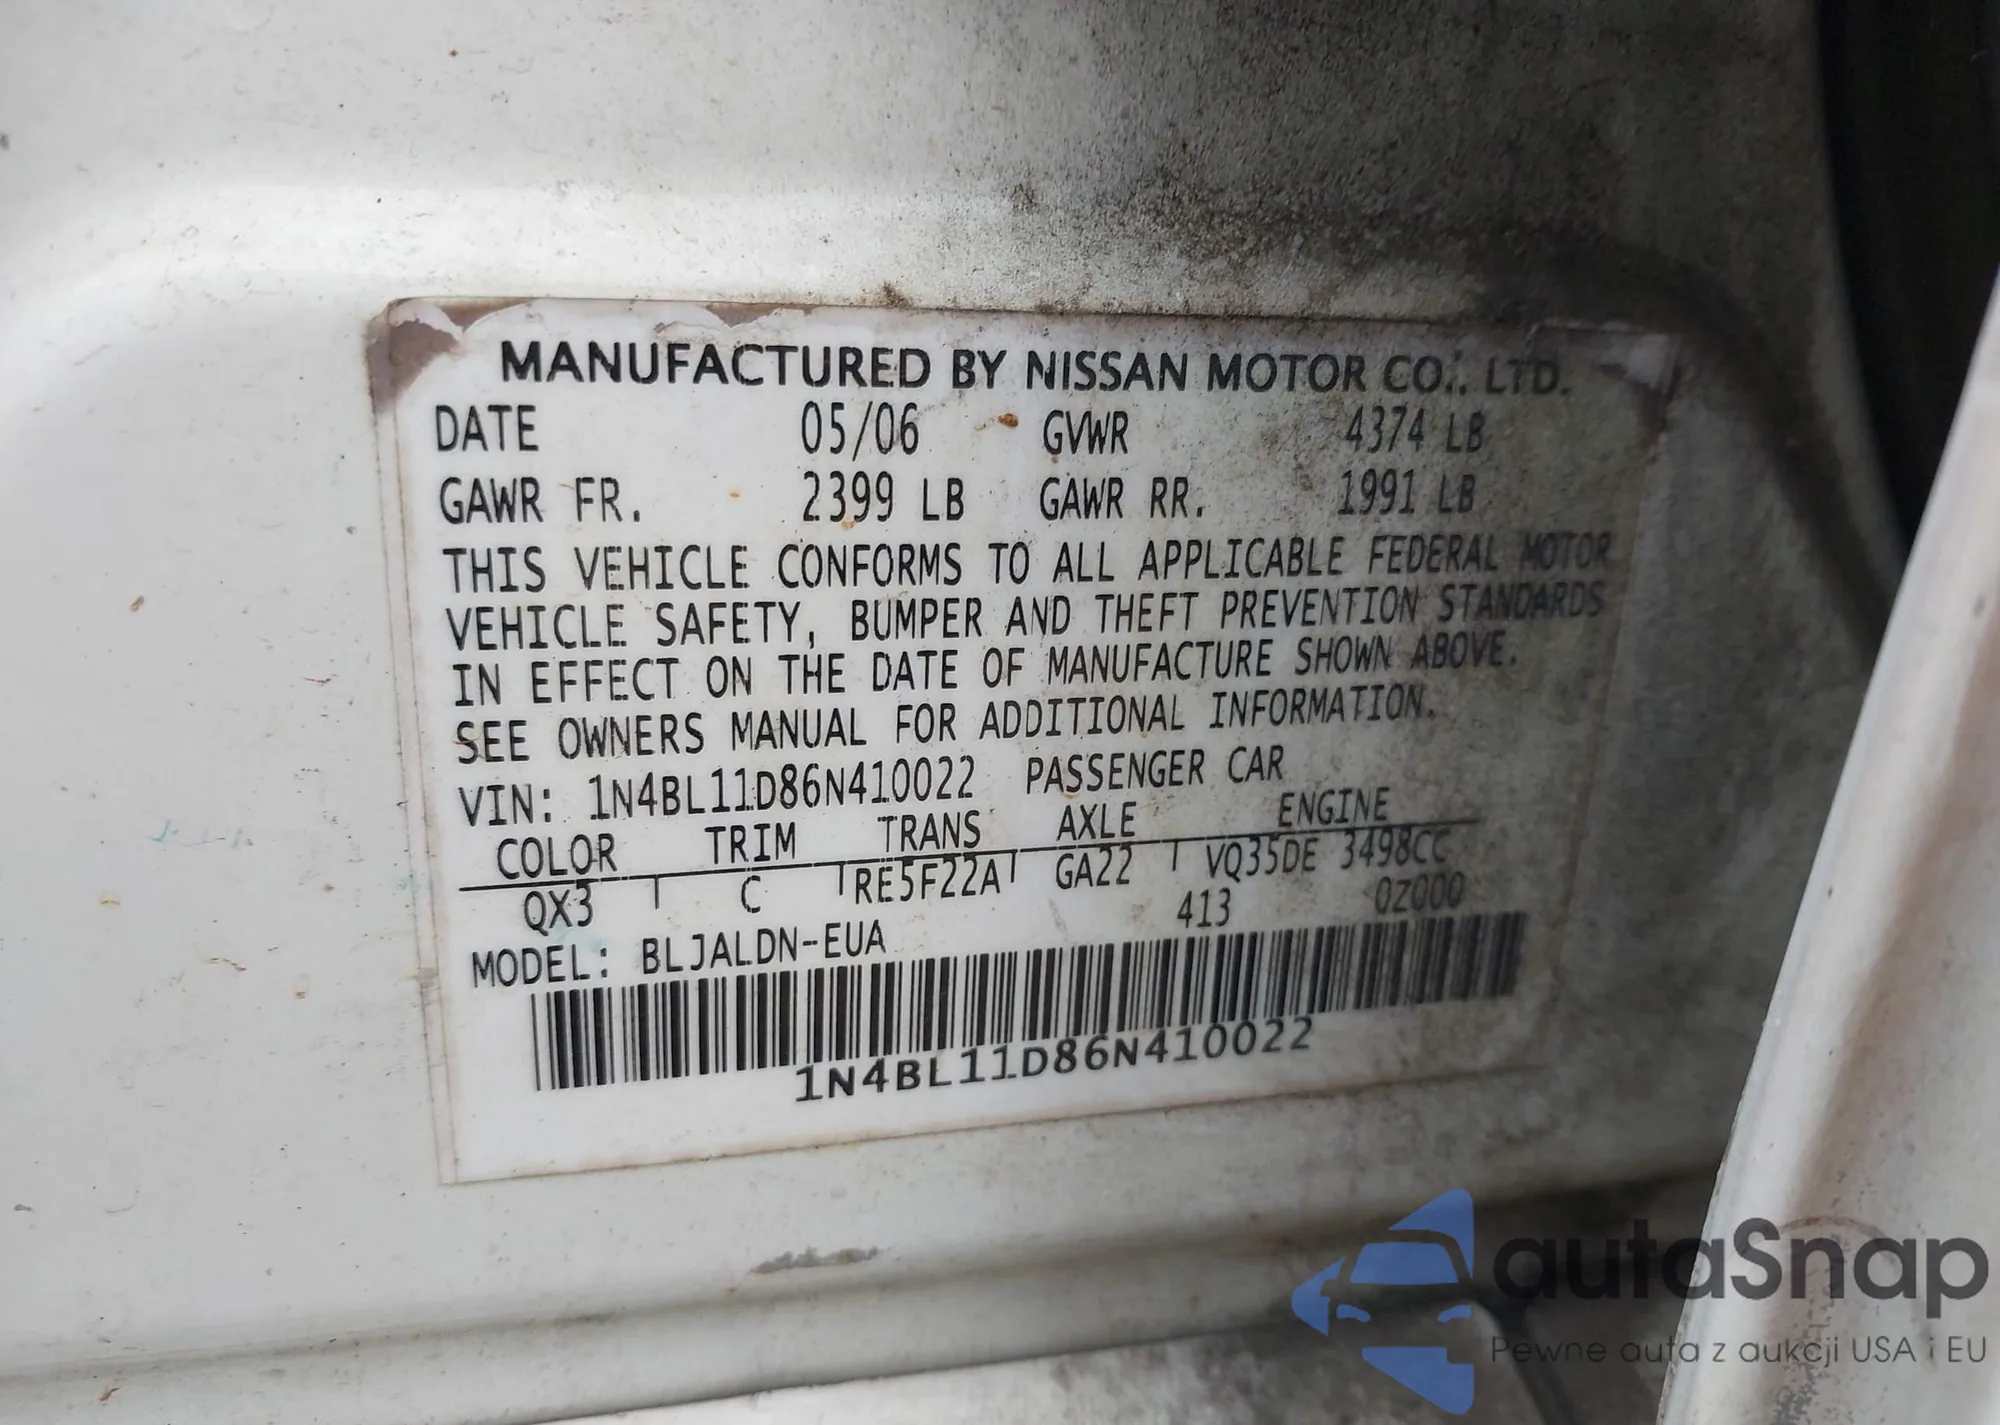 MANUFACTURED BY NISSAN MOTOR CO., LTD.
DATE 05/06 GVWR 4374 LB
GAWR FR. 2399 LB GAWR RR. 1991 LB
THIS VEHICLE CONFORMS TO ALL APPLICABLE FEDERAL MOTOR
VEHICLE SAFETY, BUMPER AND THEFT PREVENTION STANDARDS
IN EFFECT ON THE DATE OF MANUFACTURE SHOWN ABOVE.
SEE OWNERS MANUAL FOR ADDITIONAL INFORMATION.
VIN: 1N4BL11D86N410022 PASSENGER CAR
COLOR TRIM TRANS AXLE ENGINE
QX3 C RE5F22A GA22 VQ35DE 3498CC
MODEL: BLJALDN-EUA 413 0Z000
1N4BL11D86N410022
autaSnap
Pewne auta z aukcji USA i EU